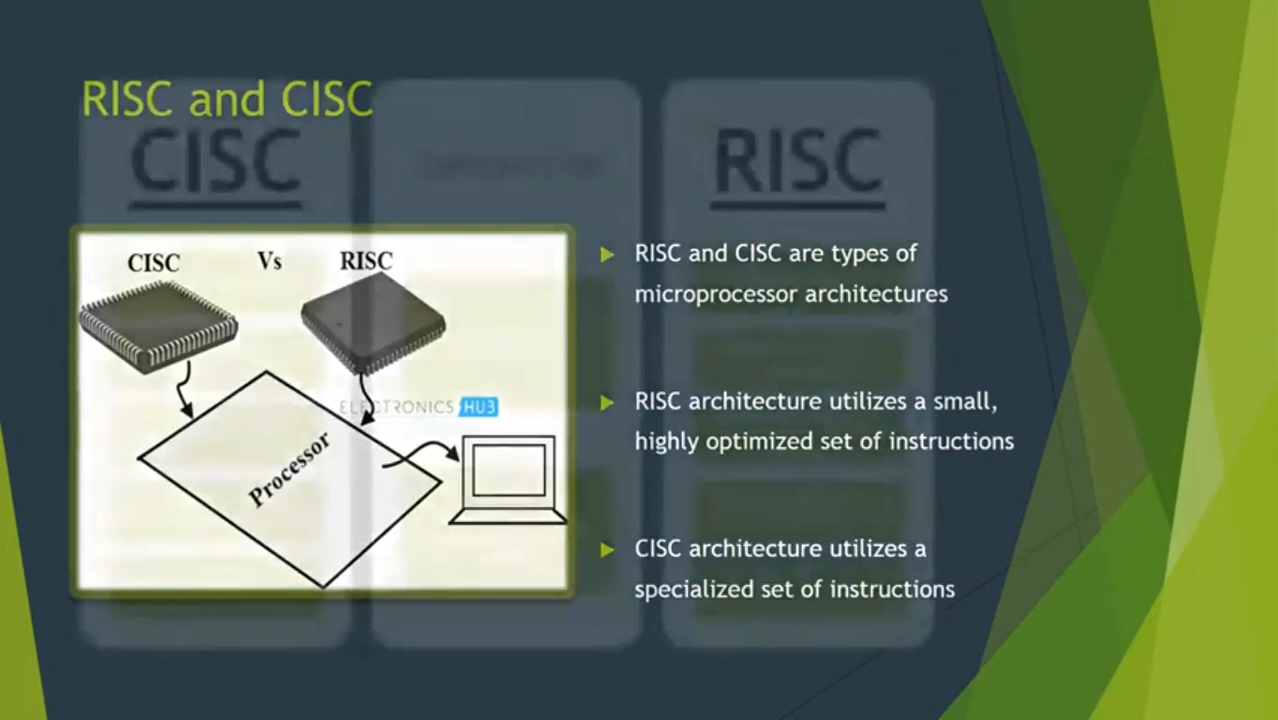 RISC and CISC
CISC
RISC
CISC Vs RISC
ELECTRONICS HUB
Processor
RISC and CISC are types of
microprocessor architectures
RISC architecture utilizes a small,
highly optimized set of instructions
CISC architecture utilizes a
specialized set of instructions